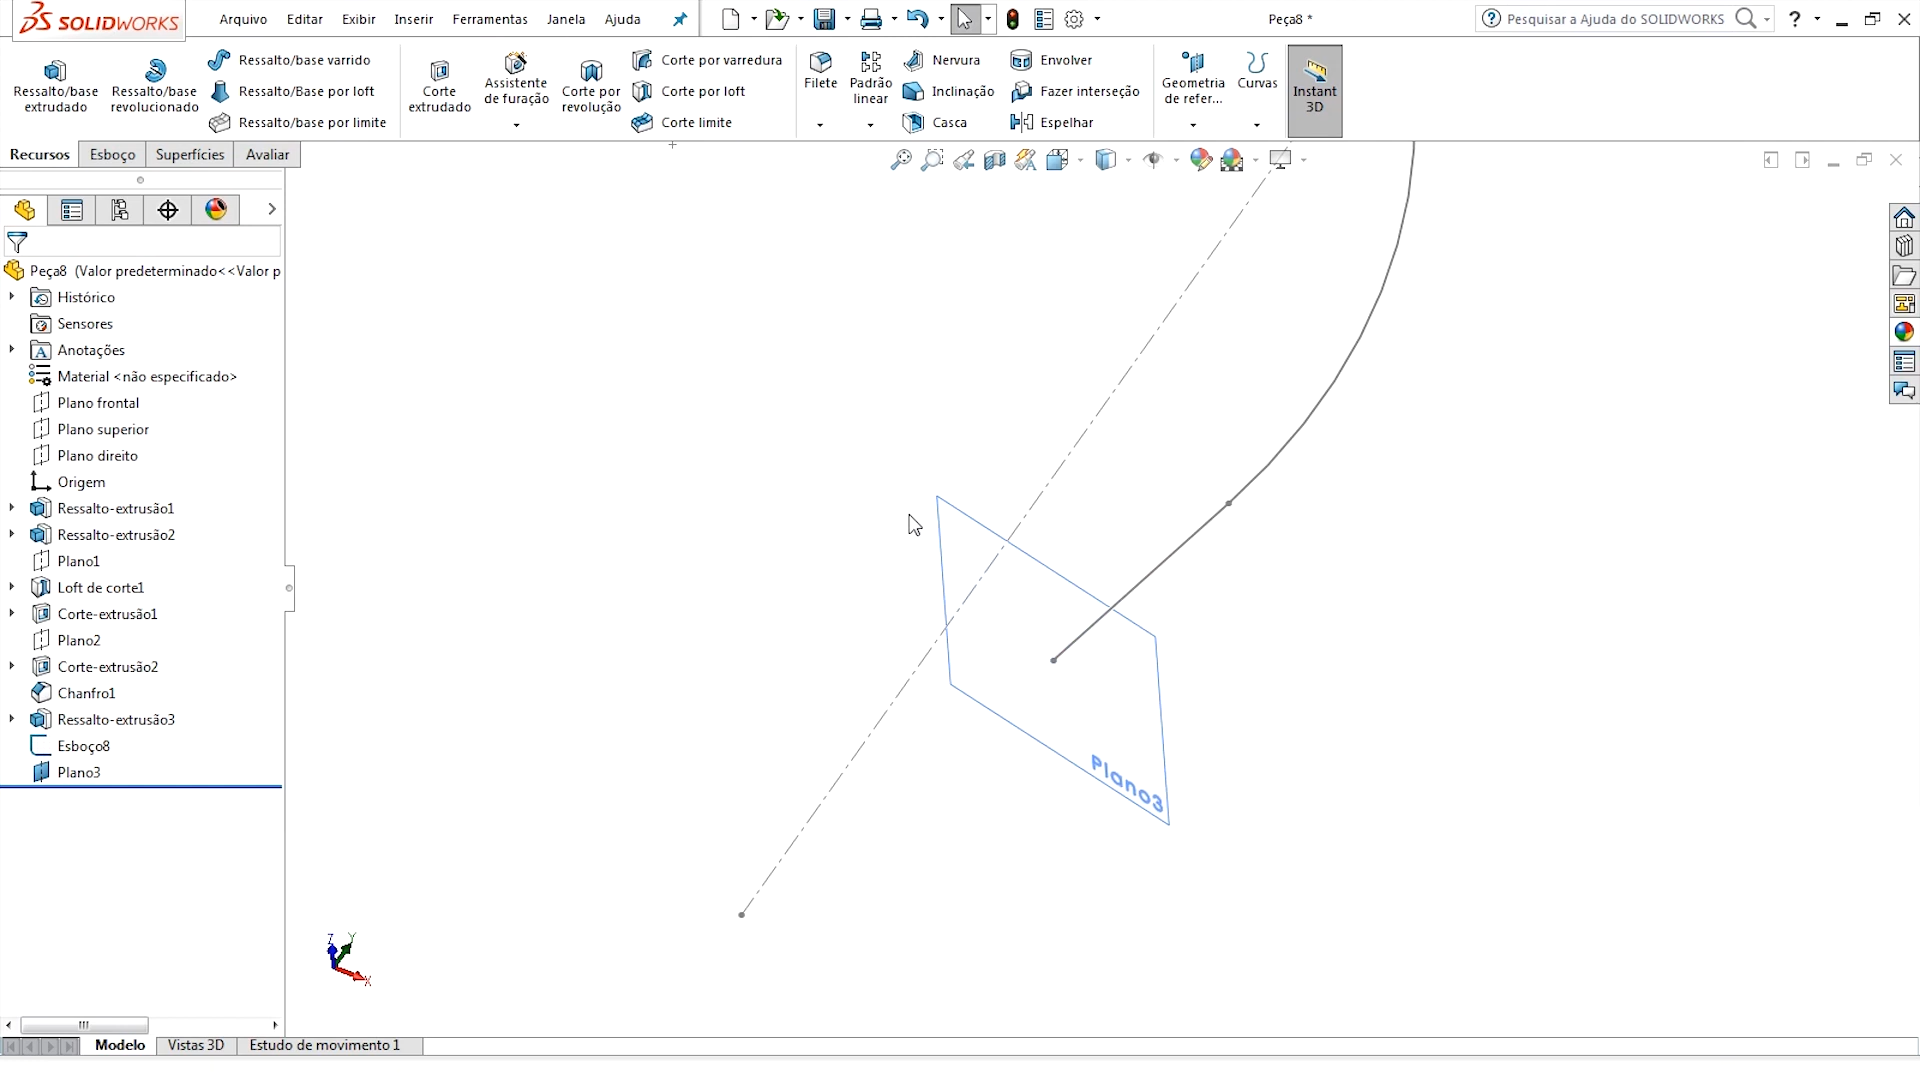 SOLIDWORKS
Arquivo Editar Exibir Inserir Ferramentas Janela Ajuda
Peça8 *
Pesquisar a Ajuda do SOLIDWORKS
Ressalto/base extrudado
Ressalto/base revolucionado
Ressalto/base varrido
Ressalto/Base por loft
Ressalto/base por limite
Corte extrudado
Assistente de furação
Corte por revolução
Corte por varredura
Corte por loft
Corte limite
Filete
Padrão linear
Nervura
Inclinação
Casca
Envolver
Fazer interseção
Espelhar
Geometria de refer...
Curvas
Instant 3D
Recursos Esboço Superfícies Avaliar
Peça8 (Valor predeterminado<<Valor p
Histórico
Sensores
Anotações
Material <não especificado>
Plano frontal
Plano superior
Plano direito
Origem
Ressalto-extrusão1
Ressalto-extrusão2
Plano1
Loft de corte1
Corte-extrusão1
Plano2
Corte-extrusão2
Chanfro1
Ressalto-extrusão3
Esboço8
Plano3
Plano3
Z Y
X
Modelo Vistas 3D Estudo de movimento 1